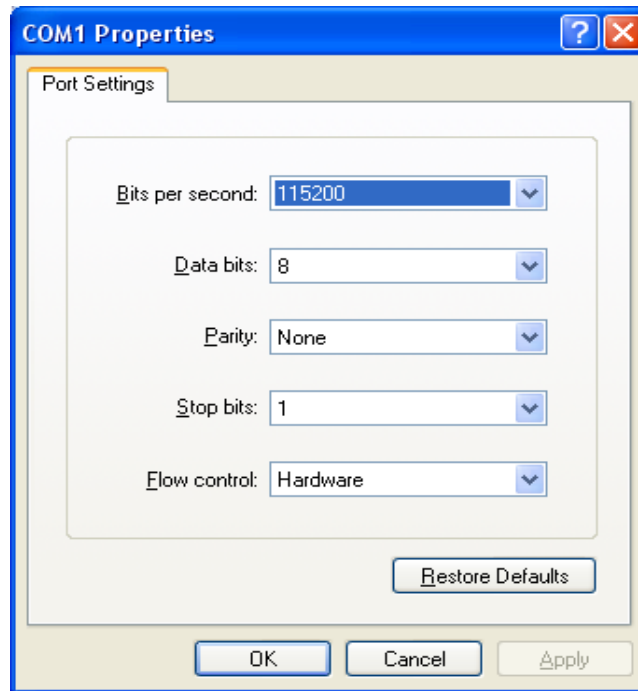 COM1 Properties
Port Settings
Bits per second: 115200
Data bits: 8
Parity: None
Stop bits: 1
Flow control: Hardware
Restore Defaults
OK Cancel Apply